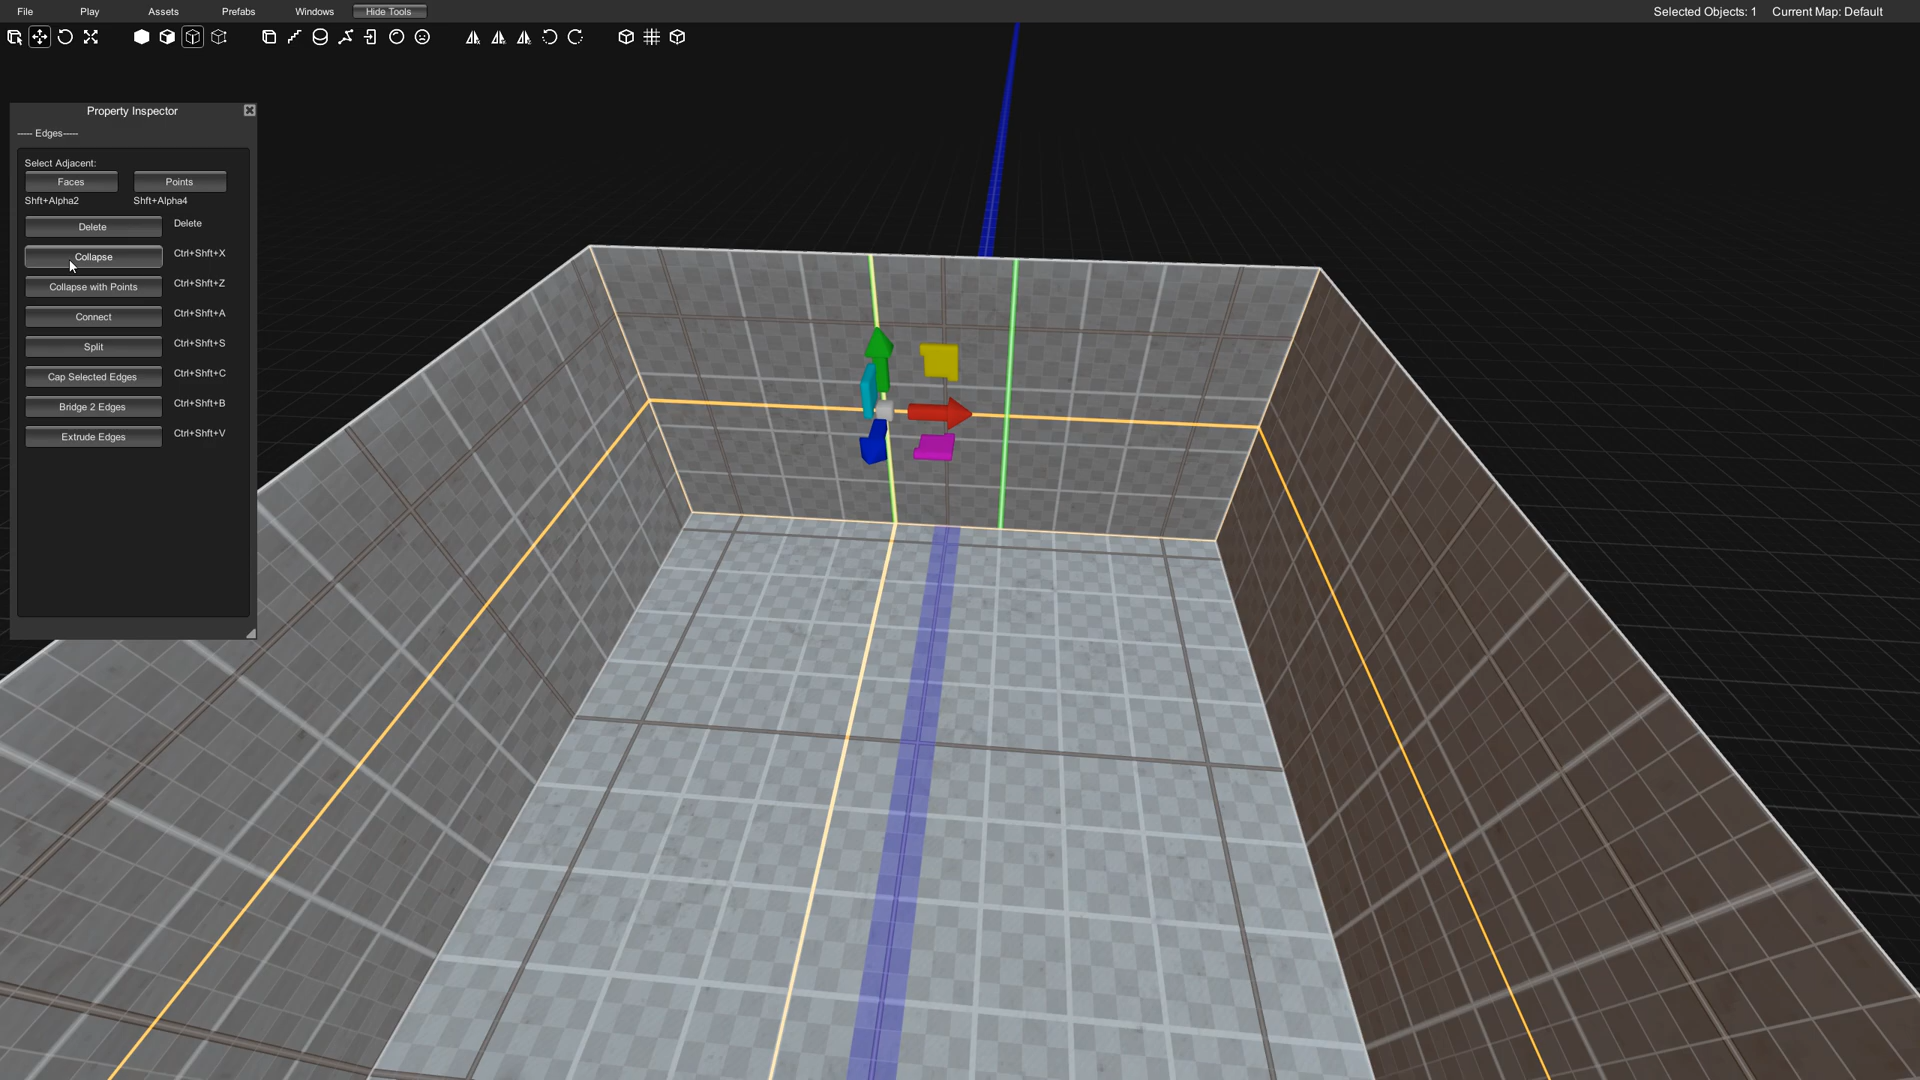 File Play Assets Prefabs Windows Hide Tools Selected Objects: 1 Current Map: Default
Property Inspector
----- Edges-----
Select Adjacent:
Faces Points
Shft+Alpha2 Shft+Alpha4
Delete Delete
Collapse Ctrl+Shft+X
Collapse with Points Ctrl+Shft+Z
Connect Ctrl+Shft+A
Split Ctrl+Shft+S
Cap Selected Edges Ctrl+Shft+C
Bridge 2 Edges Ctrl+Shft+B
Extrude Edges Ctrl+Shft+V